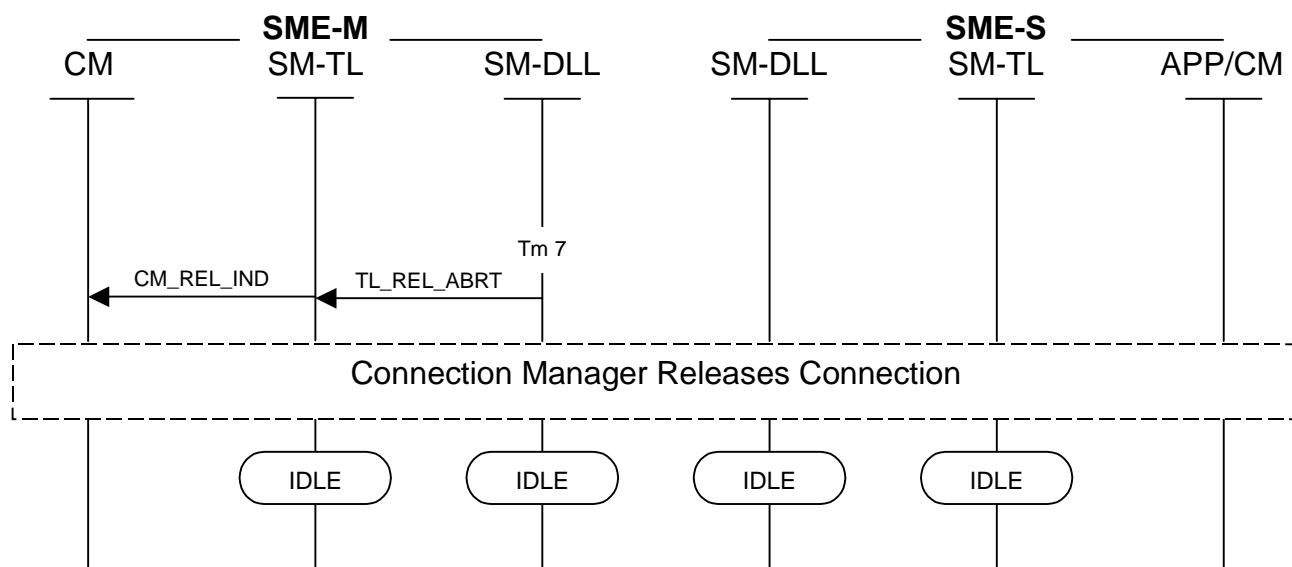 SME-M SME-S
CM SM-TL SM-DLL SM-DLL SM-TL APP/CM
Tm 7
CM_REL_IND TL_REL_ABRT
Connection Manager Releases Connection
IDLE IDLE IDLE IDLE